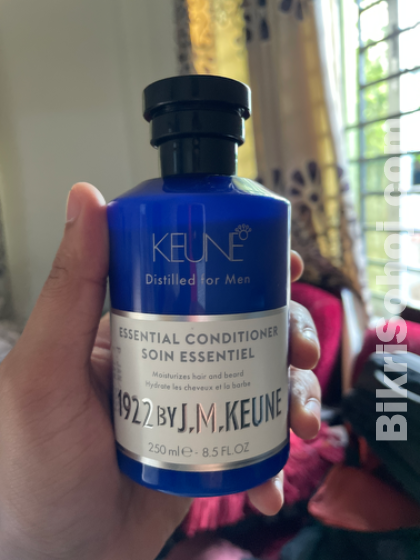 KEUNE
Distilled for Men
ESSENTIAL CONDITIONER
SOIN ESSENTIEL
Moisturizes hair and beard
Hydrate les cheveux et la barbe
1922 BY J.M.KEUNE
250 ml e - 8.5 FL.OZ
BikriSohoj.com